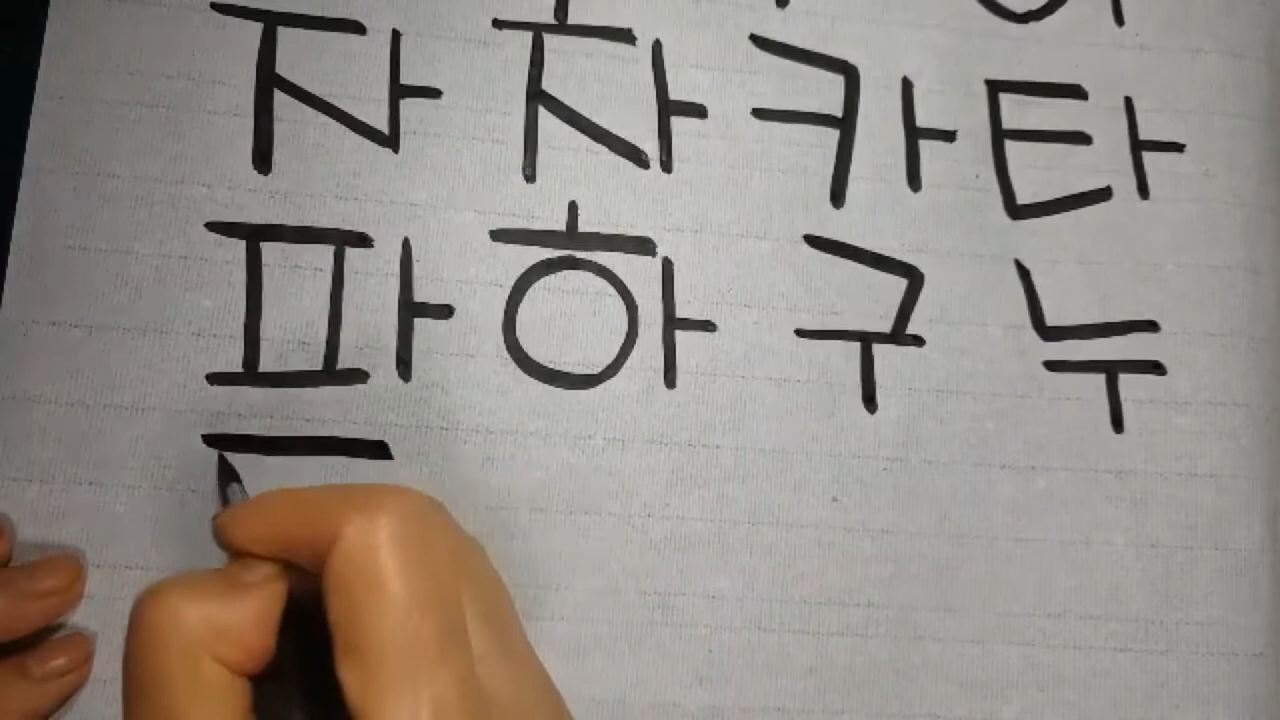 자 차 카 타
파 하 구 누